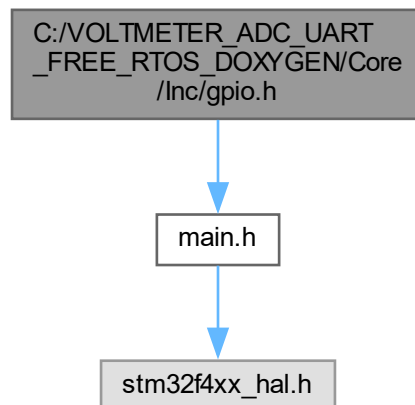 C:/VOLTMETER_ADC_UART
_FREE_RTOS_DOXYGEN/Core
/Inc/gpio.h
main.h
stm32f4xx_hal.h